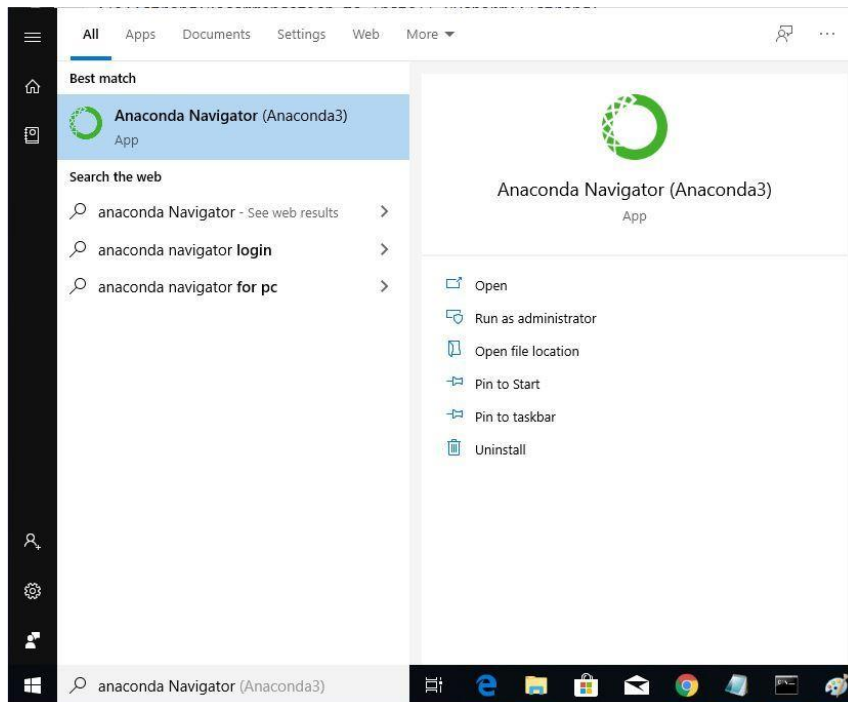 All Apps Documents Settings Web More
Best match
Anaconda Navigator (Anaconda3)
App
Search the web
anaconda Navigator - See web results
anaconda navigator login
anaconda navigator for pc
Anaconda Navigator (Anaconda3)
App
Open
Run as administrator
Open file location
Pin to Start
Pin to taskbar
Uninstall
anaconda Navigator (Anaconda3)